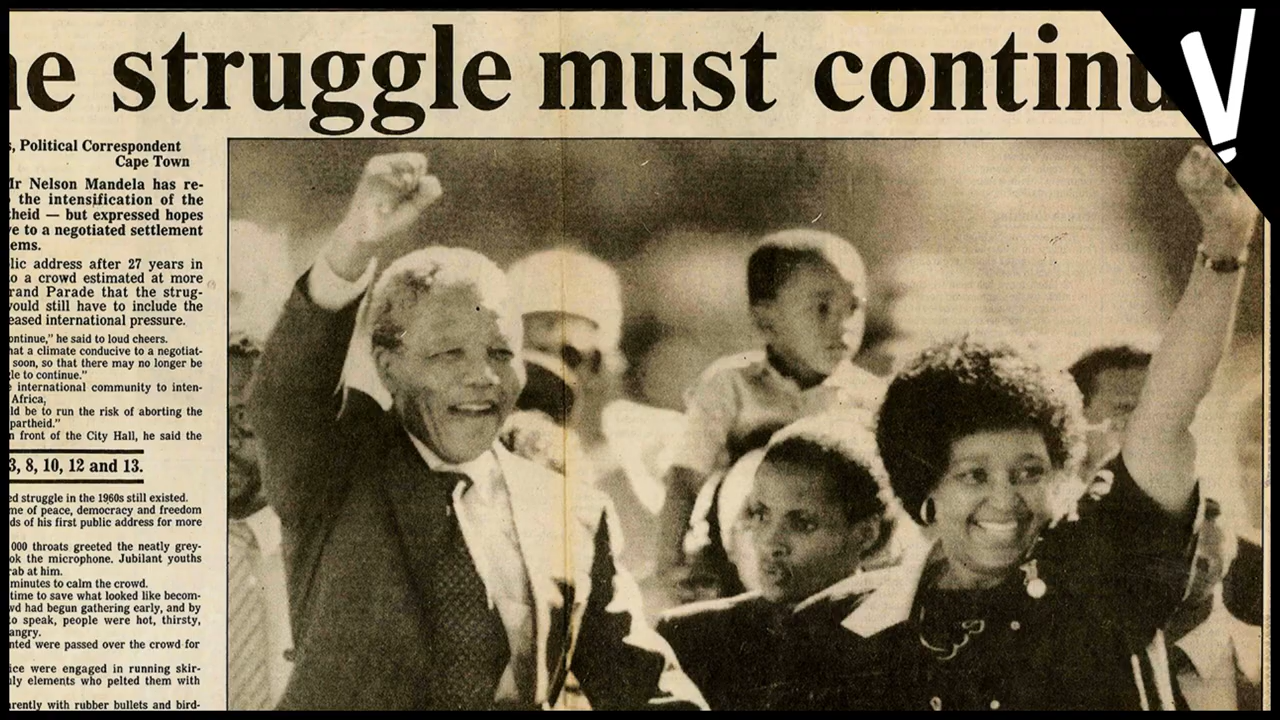 he struggle must continu
s, Political Correspondent
Cape Town
Mr Nelson Mandela has re-
the intensification of the
theid — but expressed hopes
ve to a negotiated settlement
ems.
lic address after 27 years in
o a crowd estimated at more
rand Parade that the strug-
would still have to include the
eased international pressure.
ontinue," he said to loud cheers.
hat a climate conducive to a negotiat-
soon, so that there may no longer be
gle to continue."
e international community to inten-
Africa,
ld be to run the risk of aborting the
partheid."
n front of the City Hall, he said the
3, 8, 10, 12 and 13.
ed struggle in the 1960s still existed.
me of peace, democracy and freedom
ds of his first public address for more
000 throats greeted the neatly grey-
ok the microphone. Jubilant youths
rab at him.
minutes to calm the crowd.
time to save what looked like becom-
wd had begun gathering early, and by
to speak, people were hot, thirsty,
angry.
nted were passed over the crowd for
ice were engaged in running skir-
ly elements who pelted them with
rently with rubber bullets and bird-